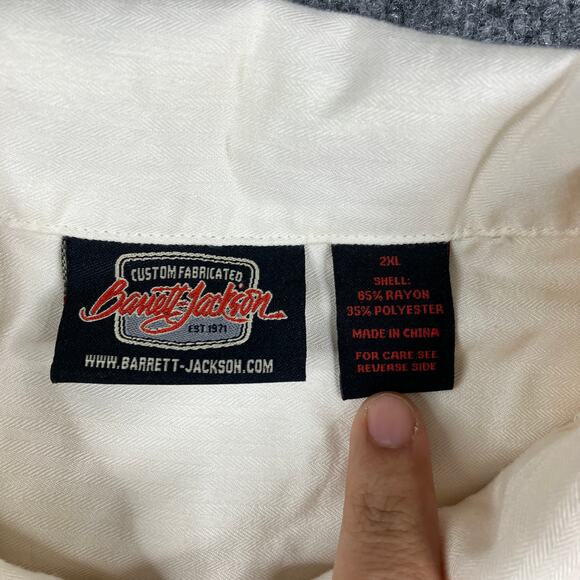 CUSTOM FABRICATED
Barrett-Jackson
EST. 1971
WWW.BARRETT-JACKSON.COM
2XL
SHELL:
65% RAYON
35% POLYESTER
MADE IN CHINA
FOR CARE SEE
REVERSE SIDE